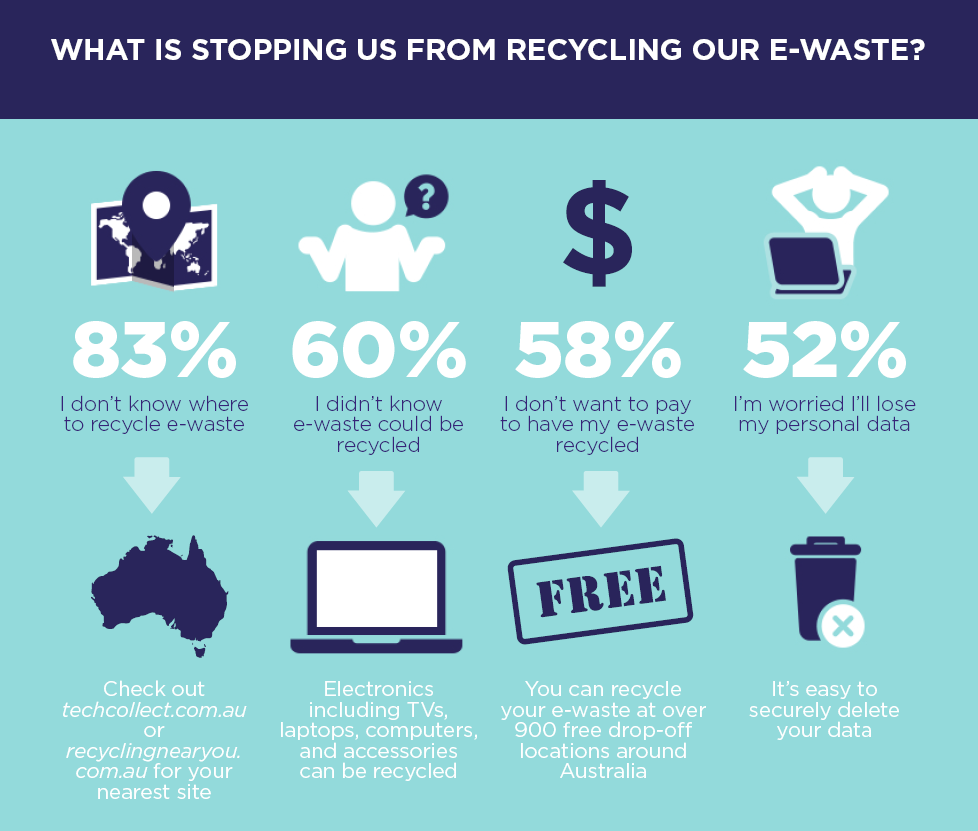 WHAT IS STOPPING US FROM RECYCLING OUR E-WASTE?
?
$
83%
I don't know where
to recycle e-waste
60%
I didn't know
e-waste could be
recycled
58%
I don't want to pay
to have my e-waste
recycled
52%
I'm worried I'll lose
my personal data
Check out
techcollect.com.au
or
recyclingnearyou.
com.au for your
nearest site
Electronics
including TVs,
laptops, computers,
and accessories
can be recycled
FREE
You can recycle
your e-waste at over
900 free drop-off
locations around
Australia
It's easy to
securely delete
your data